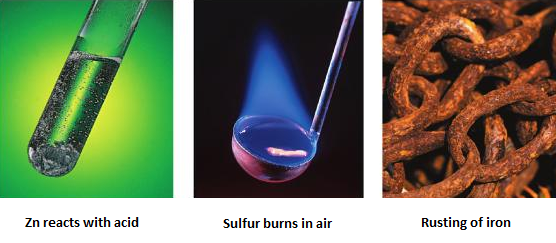 Zn reacts with acid
Sulfur burns in air
Rusting of iron